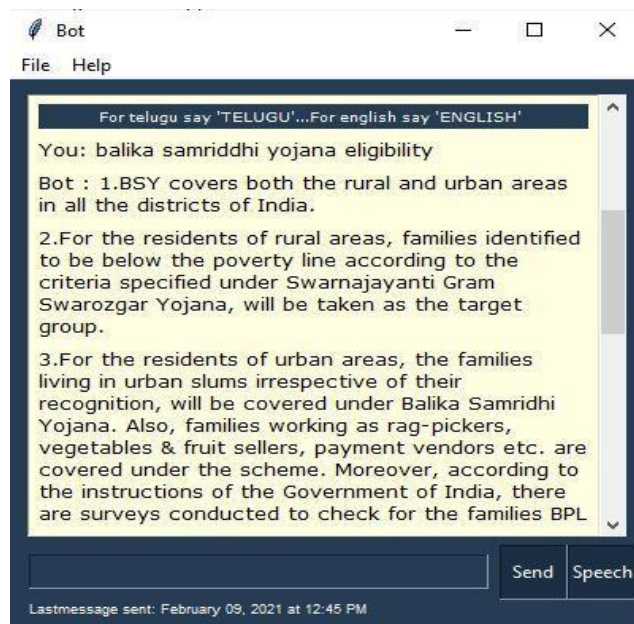 Bot
File Help
For telugu say 'TELUGU'...For english say 'ENGLISH'
You: balika samriddhi yojana eligibility
Bot : 1.BSY covers both the rural and urban areas
in all the districts of India.
2.For the residents of rural areas, families identified
to be below the poverty line according to the
criteria specified under Swarnajayanti Gram
Swarozgar Yojana, will be taken as the target
group.
3.For the residents of urban areas, the families
living in urban slums irrespective of their
recognition, will be covered under Balika Samridhi
Yojana. Also, families working as rag-pickers,
vegetables & fruit sellers, payment vendors etc. are
covered under the scheme. Moreover, according to
the instructions of the Government of India, there
are surveys conducted to check for the families BPL
Send Speech
Lastmessage sent: February 09, 2021 at 12:45 PM